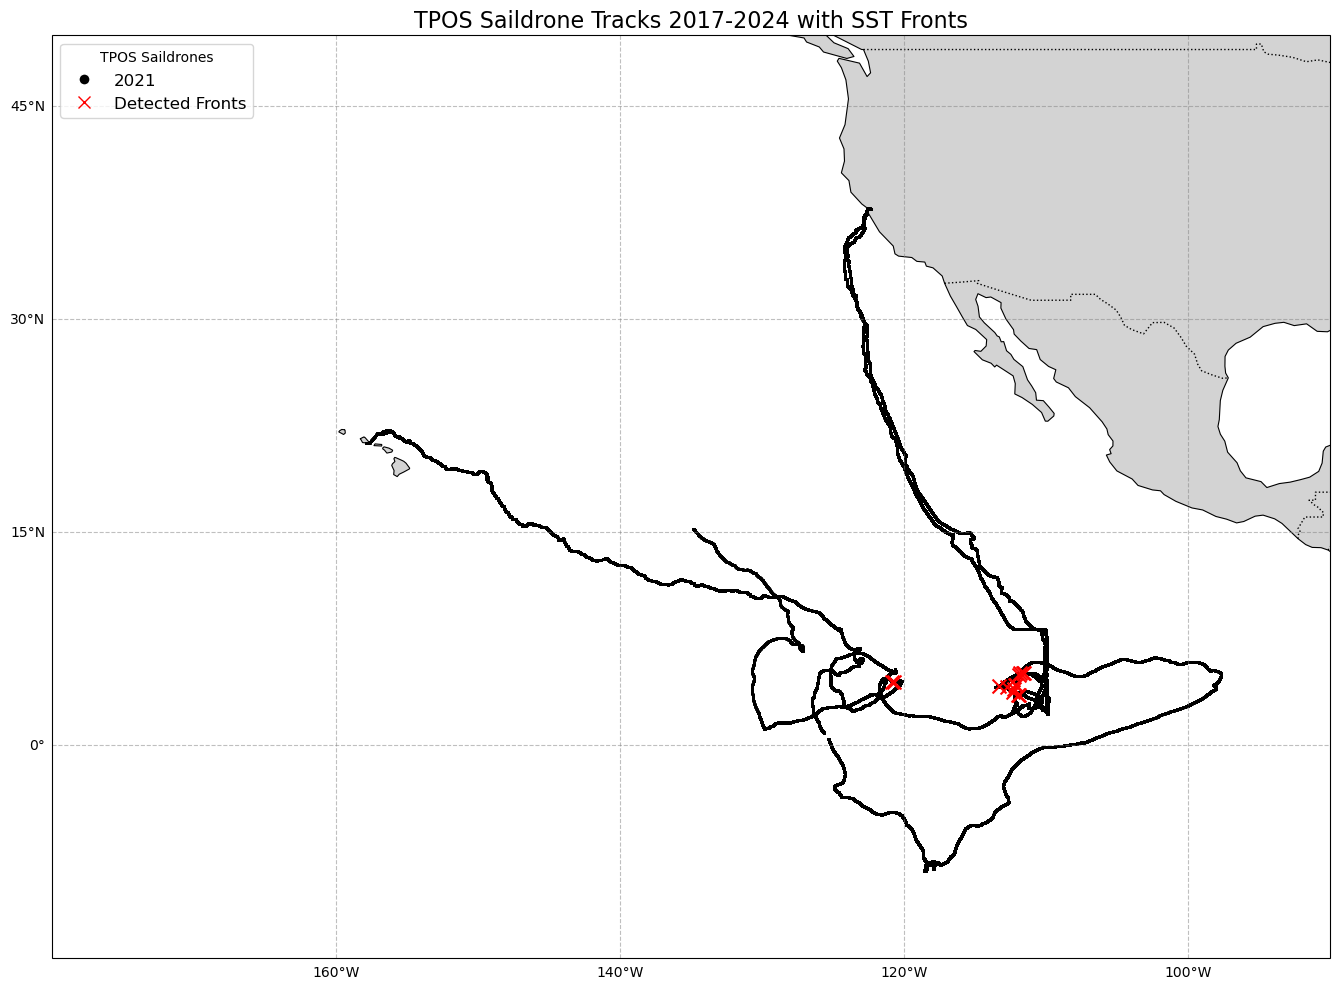 TPOS Saildrone Tracks 2017-2024 with SST Fronts
TPOS Saildrones
2021
Detected Fronts
45°N
30°N
15°N
0°
160°W
140°W
120°W
100°W